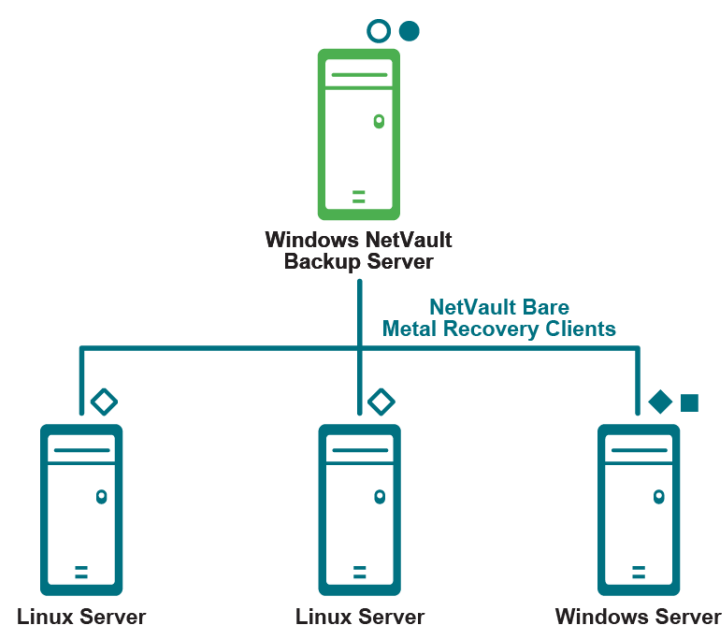 Windows NetVault
Backup Server
NetVault Bare
Metal Recovery Clients
Linux Server
Linux Server
Windows Server